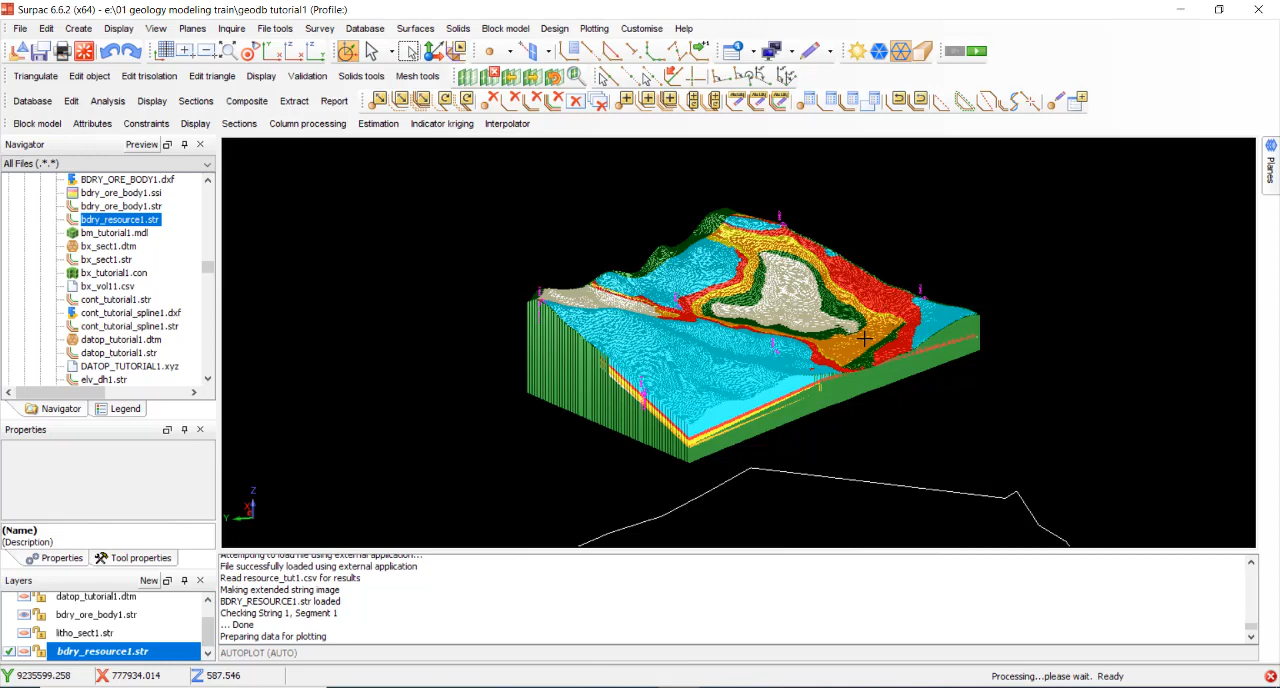 Surpac 6.6.2 (x64) - e:\01 geology modeling train\geodb tutorial1 (Profile:)
File Edit Create Display View Planes Inquire File tools Survey Database Surfaces Solids Block model Design Plotting Customise Help
Triangulate Edit object Edit trisolation Edit triangle Display Validation Solids tools Mesh tools
Database Edit Analysis Display Sections Composite Extract Report
Block model Attributes Constraints Display Sections Column processing Estimation Indicator kriging Interpolator
Navigator Preview
All Files (.*.*)
BDRY_ORE_BODY1.dxf
bdry_ore_body1.ssi
bdry_ore_body1.str
bdry_resource1.str
bm_tutorial1.mdl
bx_sect1.dtm
bx_sect1.str
bx_tutorial1.con
bx_vol11.csv
cont_tutorial1.str
cont_tutorial_spline1.dxf
cont_tutorial_spline1.str
datop_tutorial1.dtm
datop_tutorial1.str
DATOP_TUTORIAL1.xyz
elv_dh1.str
Navigator Legend
Properties
(Name)
(Description)
Properties Tool properties
Layers New
datop_tutorial1.dtm
bdry_ore_body1.str
litho_sect1.str
bdry_resource1.str
Planes
Z
X
Y
Attempting to load file using external application...
File successfully loaded using external application
Read resource_tut1.csv for results
Making extended string image
BDRY_RESOURCE1.str loaded
Checking String 1, Segment 1
... Done
Preparing data for plotting
AUTOPLOT (AUTO)
Y 9235599.258 X 777934.014 Z 587.546 Processing...please wait. Ready